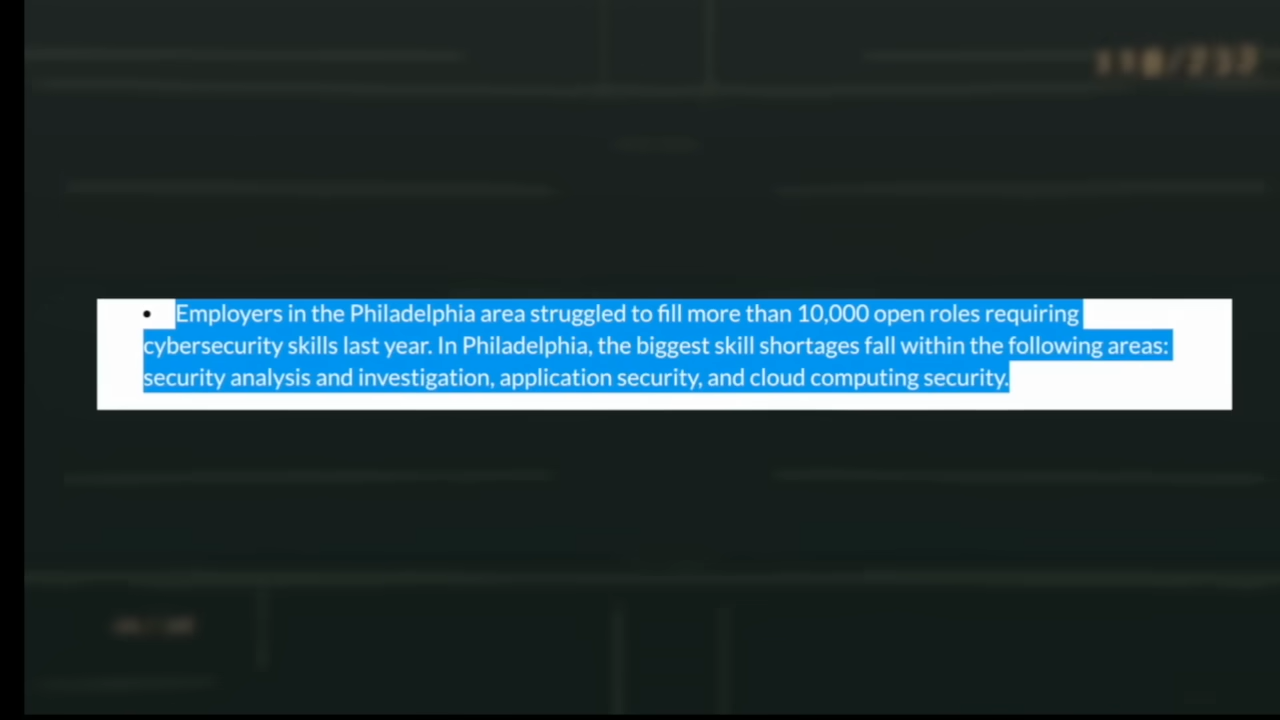 • Employers in the Philadelphia area struggled to fill more than 10,000 open roles requiring
cybersecurity skills last year. In Philadelphia, the biggest skill shortages fall within the following areas:
security analysis and investigation, application security, and cloud computing security.